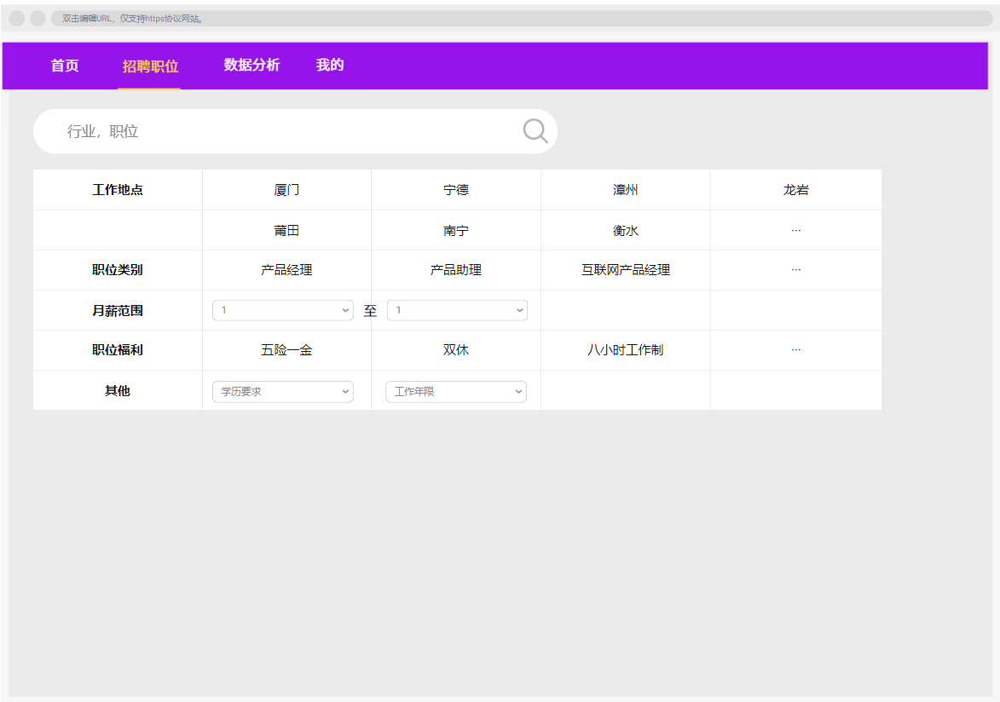 双击编辑URL，仅支持https协议网站。
首页 招聘职位 数据分析 我的
行业，职位
工作地点 厦门 宁德 漳州 龙岩
莆田 南宁 衡水 ...
职位类别 产品经理 产品助理 互联网产品经理 ...
月薪范围 1 至 1
职位福利 五险一金 双休 八小时工作制 ...
其他 学历要求 工作年限